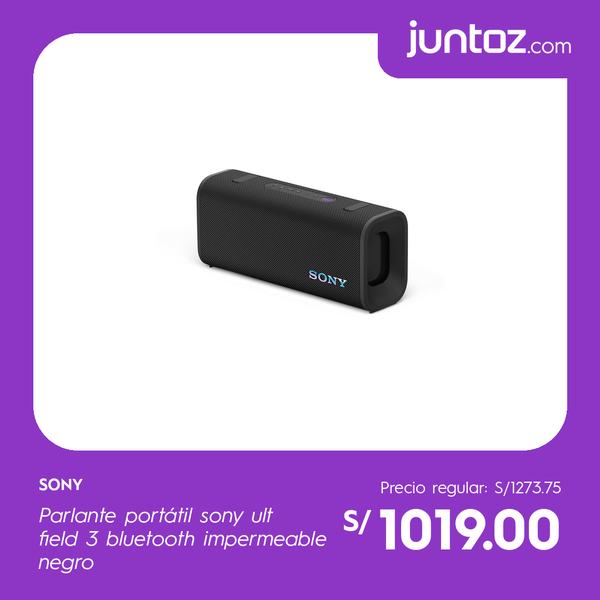 juntoz.com
SONY
SONY
Parlante portátil sony ult
field 3 bluetooth impermeable
negro
Precio regular: S/1273.75
S/ 1019.00